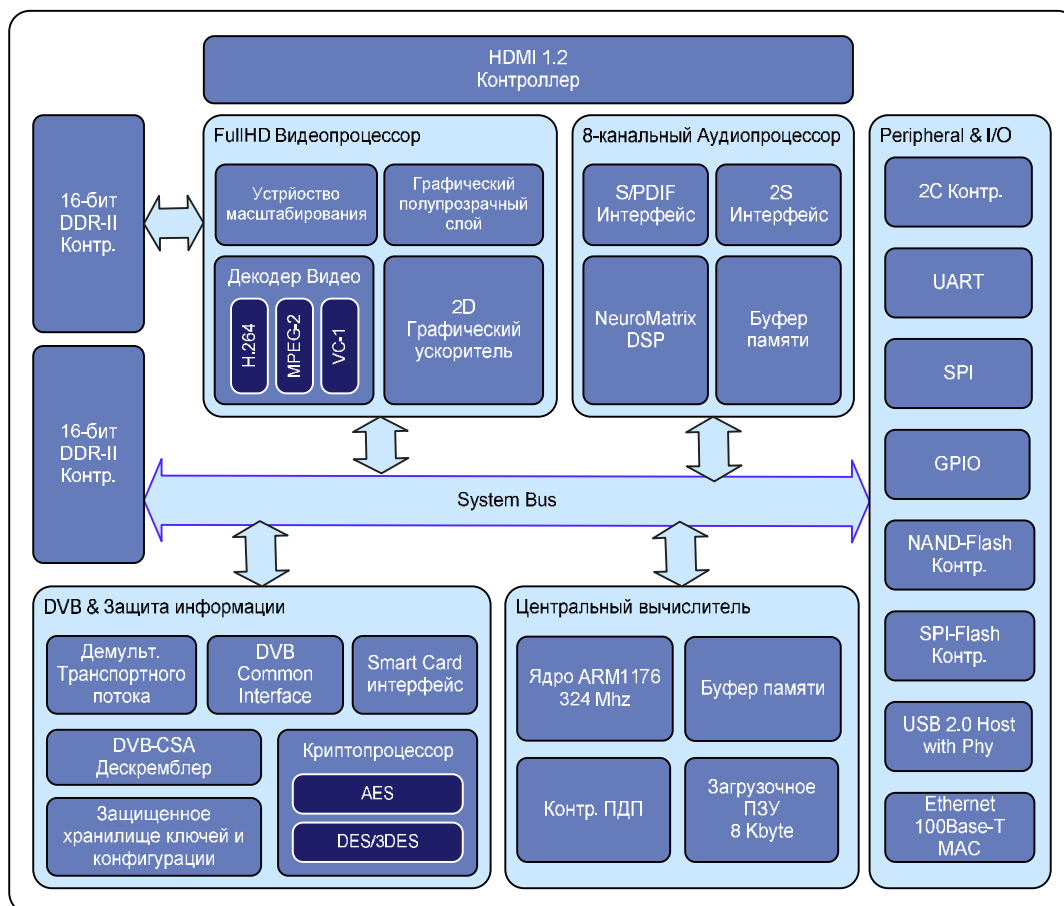 HDMI 1.2
Контроллер
16-бит
DDR-II
Контр.
16-бит
DDR-II
Контр.
FullHD Видеопроцессор
Устрйоство
масштабирования
Графический
полупрозрачный
слой
Декодер Видео
H.264
MPEG-2
VC-1
2D
Графический
ускоритель
8-канальный Аудиопроцессор
S/PDIF
Интерфейс
2S
Интерфейс
NeuroMatrix
DSP
Буфер
памяти
Peripheral & I/O
2C Контр.
UART
SPI
GPIO
NAND-Flash
Контр.
SPI-Flash
Контр.
USB 2.0 Host
with Phy
Ethernet
100Base-T
MAC
System Bus
DVB & Защита информации
Демульт.
Транспортного
потока
DVB
Common
Interface
Smart Card
интерфейс
DVB-CSA
Дескремблер
Защищенное
хранилище ключей и
конфигурации
Криптопроцессор
AES
DES/3DES
Центральный вычислитель
Ядро ARM1176
324 Mhz
Буфер памяти
Контр. ПДП
Загрузочное
ПЗУ
8 Kbyte